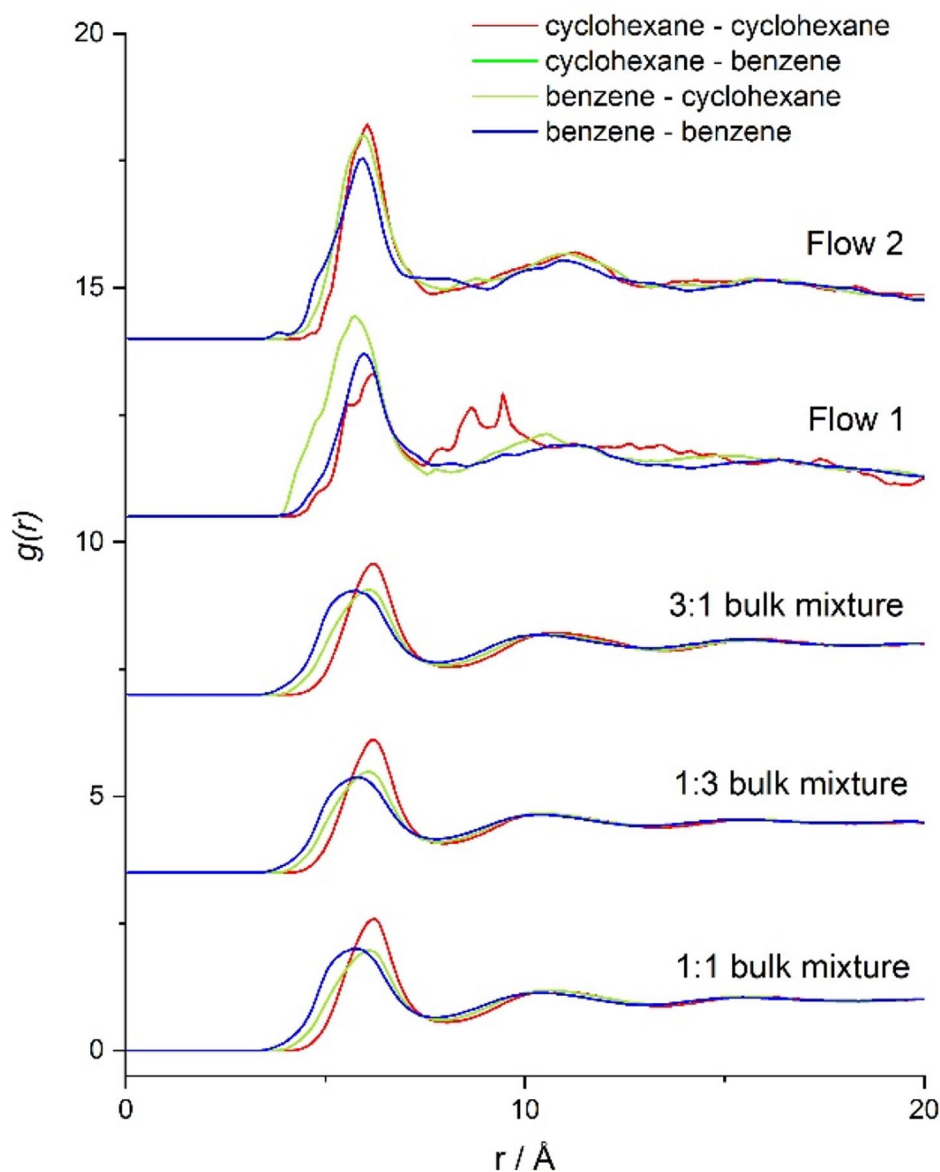 cyclohexane - cyclohexane
cyclohexane - benzene
benzene - cyclohexane
benzene - benzene
20
Flow 2
15
Flow 1
g(r)
10
3:1 bulk mixture
1:3 bulk mixture
5
1:1 bulk mixture
0
0
10
20
r / Å